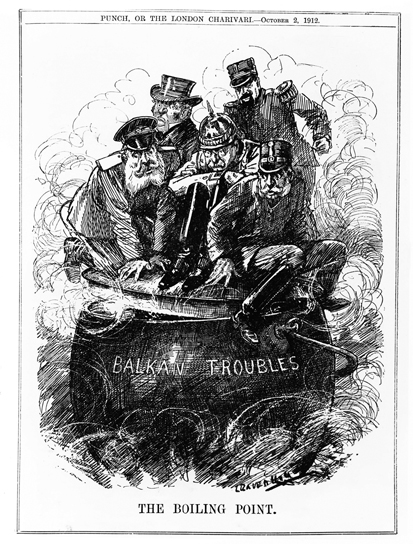 PUNCH, OR THE LONDON CHARIVARI.—October 2, 1912.
BALKAN TROUBLES
THE BOILING POINT.